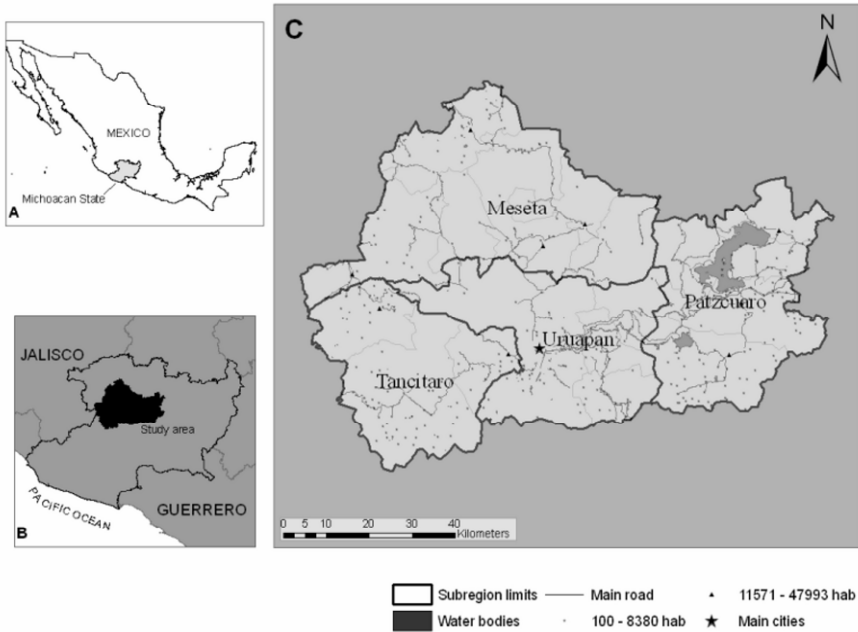 MEXICO
Michoacan State
A
JALISCO
Study area
PACIFIC OCEAN
GUERRERO
B
C
N
Meseta
Patzcuaro
Uruapan
Tancitaro
0 5 10 20 30 40
Kilometers
Subregion limits Main road 11571 - 47993 hab
Water bodies 100 - 8380 hab Main cities